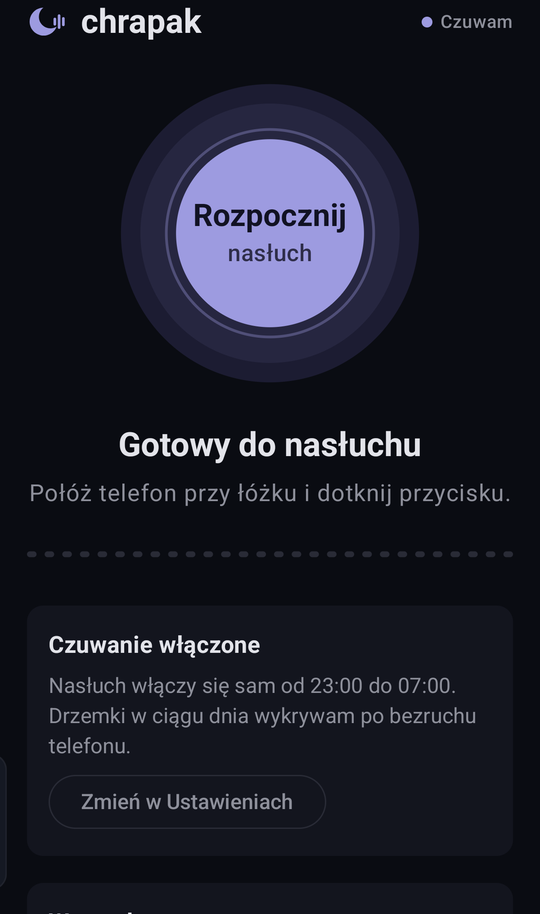 chrapak
Czuwam
Rozpocznij
nasłuch
Gotowy do nasłuchu
Połóż telefon przy łóżku i dotknij przycisku.
Czuwanie włączone
Nasłuch włączy się sam od 23:00 do 07:00.
Drzemki w ciągu dnia wykrywam po bezruchu
telefonu.
Zmień w Ustawieniach